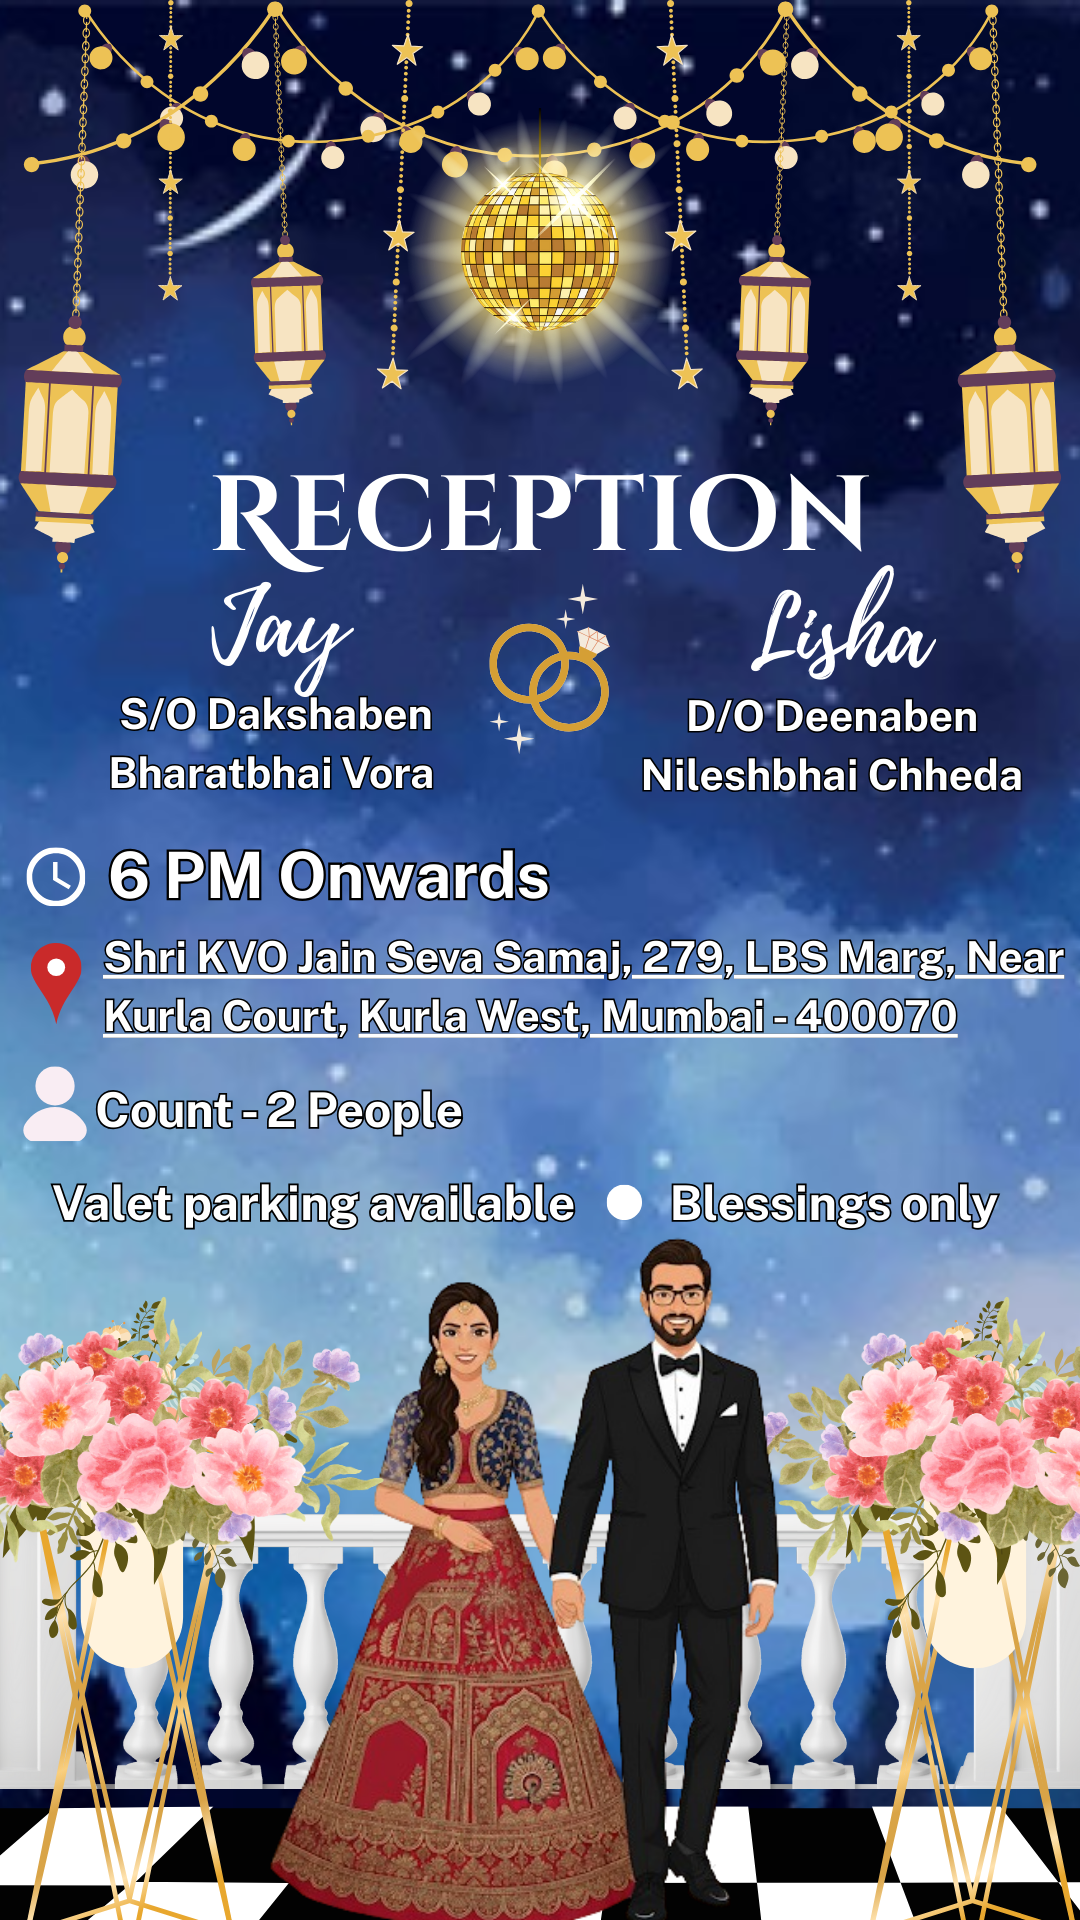 RECEPTION
Jay
Lisha
S/O Dakshaben
Bharatbhai Vora
D/O Deenaben
Nileshbhai Chheda
6 PM Onwards
Shri KVO Jain Seva Samaj, 279, LBS Marg, Near
Kurla Court, Kurla West, Mumbai - 400070
Count - 2 People
Valet parking available
Blessings only